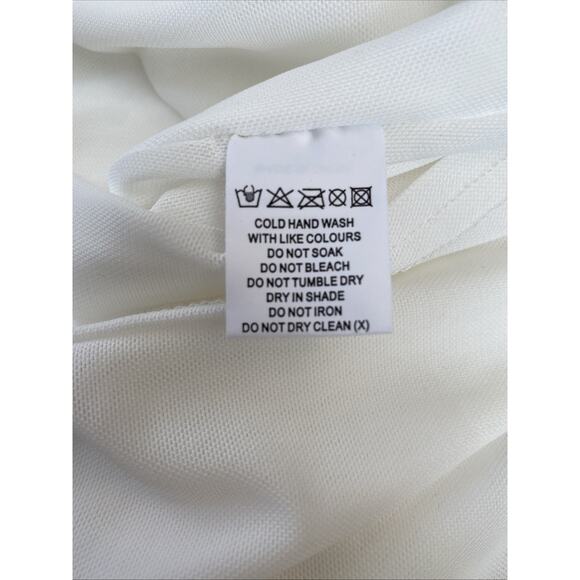 COLD HAND WASH
WITH LIKE COLOURS
DO NOT SOAK
DO NOT BLEACH
DO NOT TUMBLE DRY
DRY IN SHADE
DO NOT IRON
DO NOT DRY CLEAN (X)